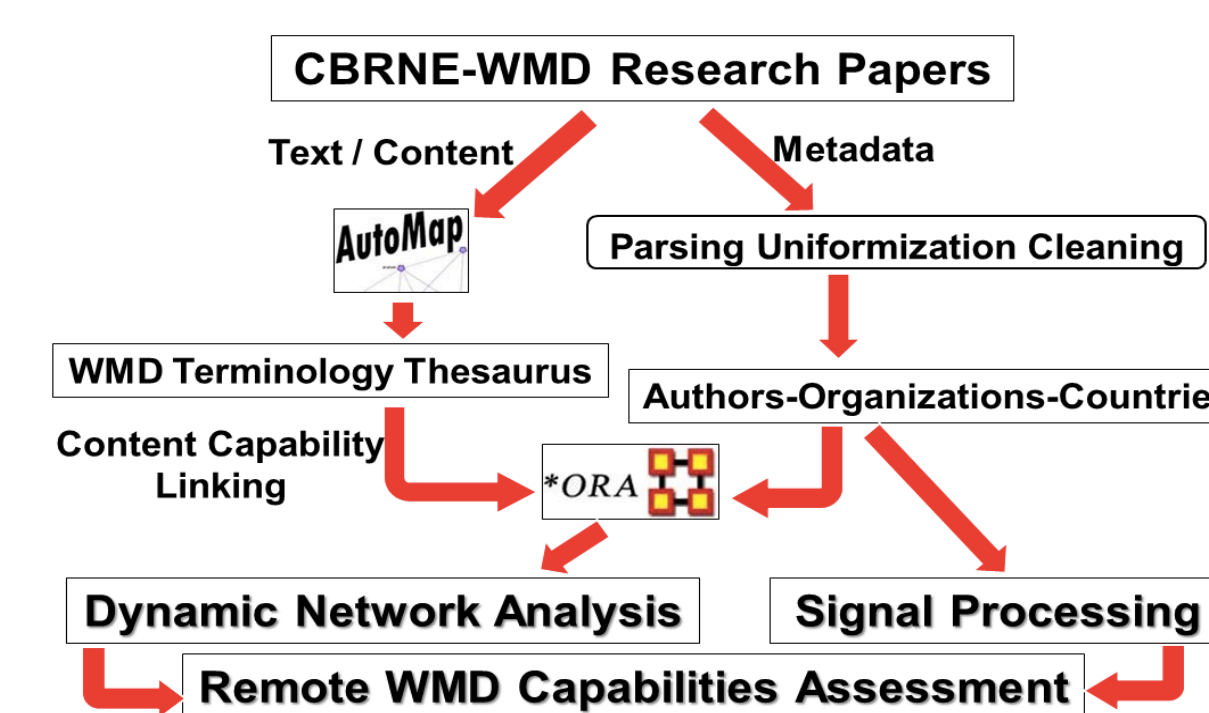 CBRNE-WMD Research Papers
Text / Content
Metadata
AutoMap
Parsing Uniformization Cleaning
WMD Terminology Thesaurus
Authors-Organizations-Countrie
Content Capability
Linking
*ORA
Dynamic Network Analysis
Signal Processing
Remote WMD Capabilities Assessment